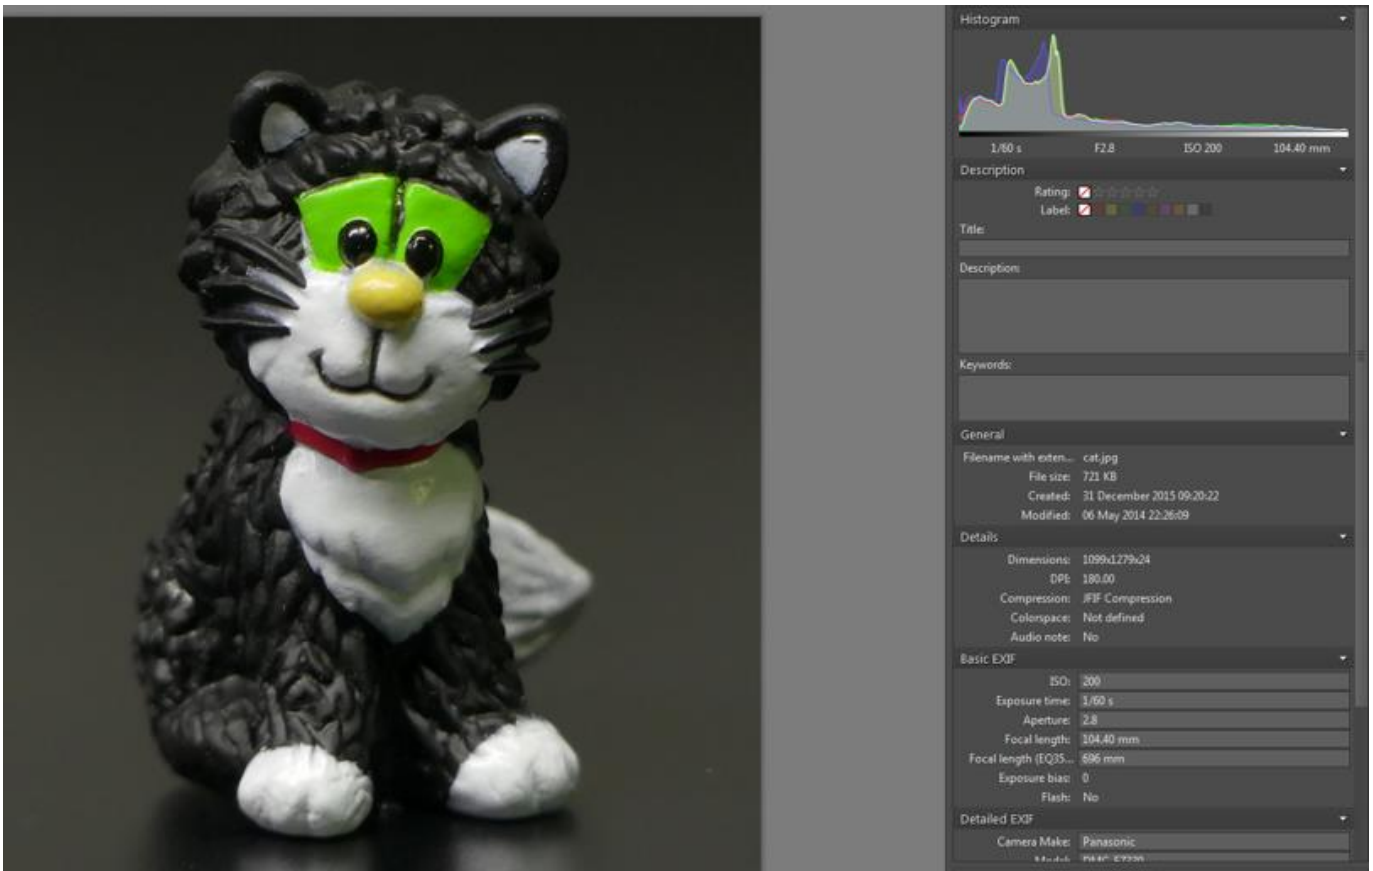 Histogram
1/60 s F2.8 ISO 200 104.40 mm
Description
Rating:
Label:
Title:
Description:
Keywords:
General
Filename with exten... cat.jpg
File size: 721 KB
Created: 31 December 2015 09:20:22
Modified: 06 May 2014 22:26:09
Details
Dimensions: 1099x1279x24
DPI: 180.00
Compression: JFIF Compression
Colorspace: Not defined
Audio note: No
Basic EXIF
ISO: 200
Exposure time: 1/60 s
Aperture: 2.8
Focal length: 104.40 mm
Focal length (EQ35... 696 mm
Exposure bias: 0
Flash: No
Detailed EXIF
Camera Make: Panasonic
Model: